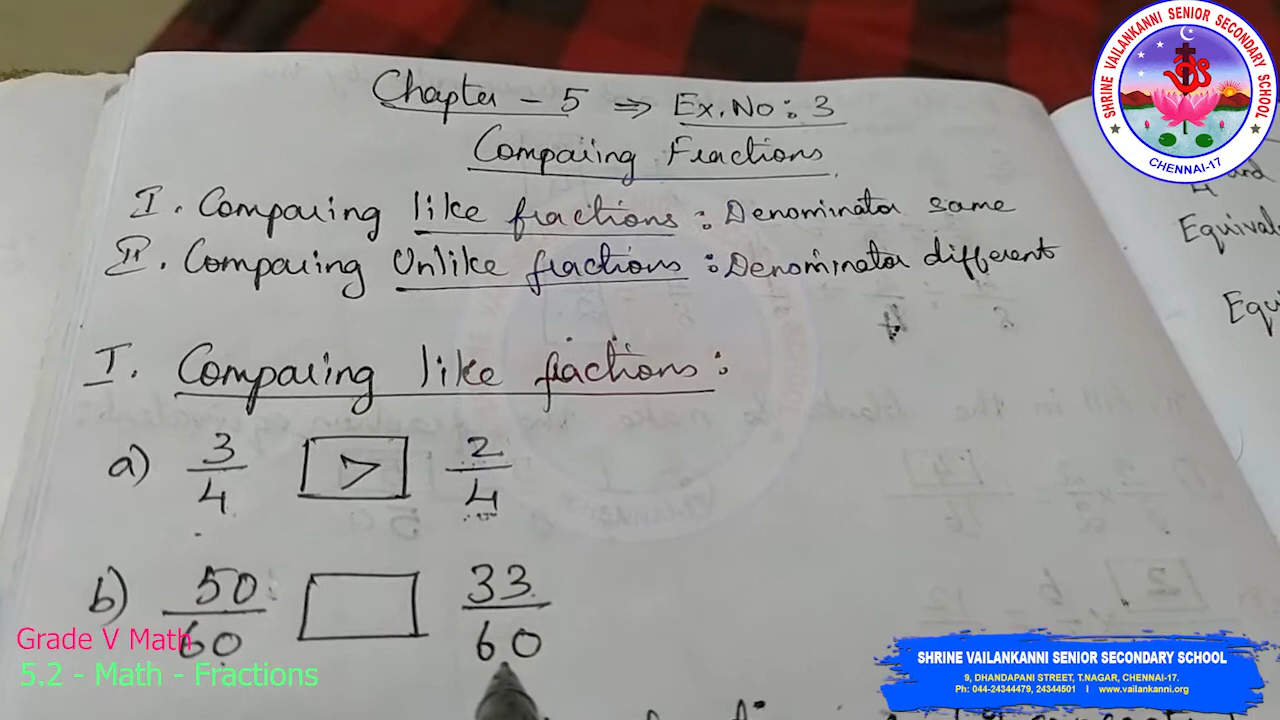 Chapter - 5 ⇒ Ex.No: 3
Comparing Fractions
I. Comparing like fractions: Denominator same
II. Comparing Unlike fractions: Denominator different
I. Comparing like fractions:
a) 3/4 > 2/4
b) 50/60 33/60
Grade V Math
5.2 - Math - Fractions
SHRINE VAILANKANNI SENIOR SECONDARY SCHOOL
CHENNAI-17
and
SHRINE VAILANKANNI SENIOR SECONDARY SCHOOL
9, DHANDAPANI STREET, T.NAGAR, CHENNAI-17.
Ph: 044-24344479, 24344501 I www.vailankanni.org